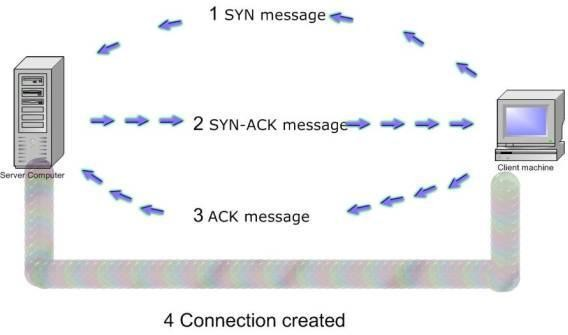 1 SYN message
2 SYN-ACK message
Server Computer
Client machine
3 ACK message
4 Connection created